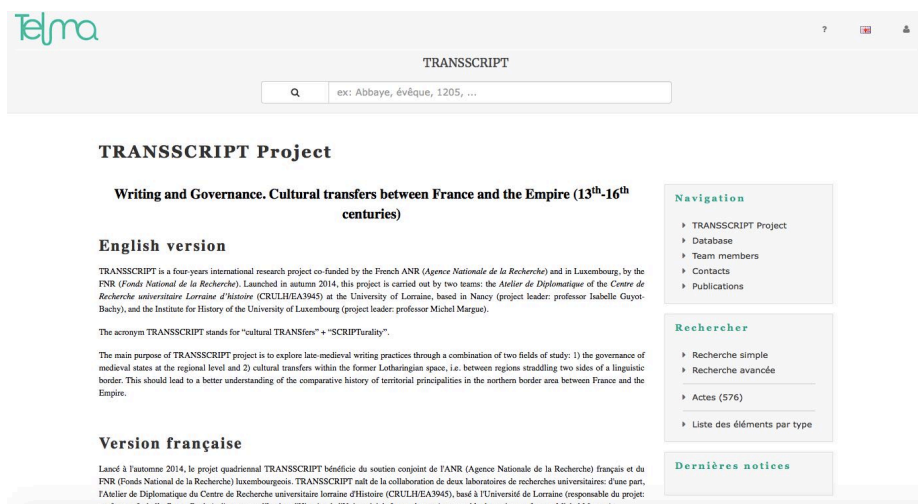 Telma
?
TRANSSCRIPT
ex: Abbaye, évêque, 1205, ...
TRANSSCRIPT Project
Writing and Governance. Cultural transfers between France and the Empire (13th-16th
centuries)
English version
TRANSSCRIPT is a four-years international research project co-funded by the French ANR (Agence Nationale de la Recherche) and in Luxembourg, by the
FNR (Fonds National de la Recherche). Launched in autumn 2014, this project is carried out by two teams: the Atelier de Diplomatique of the Centre de
Recherche universitaire Lorraine d'histoire (CRULH/EA3945) at the University of Lorraine, based in Nancy (project leader: professor Isabelle Guyot-
Bachy), and the Institute for History of the University of Luxembourg (project leader: professor Michel Margue).
The acronym TRANSSCRIPT stands for “cultural TRANSfers” + “SCRIPTurality”.
The main purpose of TRANSSCRIPT project is to explore late-medieval writing practices through a combination of two fields of study: 1) the governance of
medieval states at the regional level and 2) cultural transfers within the former Lotharingian space, i.e. between regions straddling two sides of a linguistic
border. This should lead to a better understanding of the comparative history of territorial principalities in the northern border area between France and the
Empire.
Version française
Lancé à l'automne 2014, le projet quadriennal TRANSSCRIPT bénéficie du soutien conjoint de l'ANR (Agence Nationale de la Recherche) français et du
FNR (Fonds National de la Recherche) luxembourgeois. TRANSSCRIPT naît de la collaboration de deux laboratoires de recherches universitaires: d'une part,
l'Atelier de Diplomatique du Centre de Recherche universitaire lorraine d'Histoire (CRULH/EA3945), basé à l'Université de Lorraine (responsable du projet:
Navigation
TRANSSCRIPT Project
Database
Team members
Contacts
Publications
Rechercher
Recherche simple
Recherche avancée
Actes (576)
Liste des éléments par type
Dernières notices